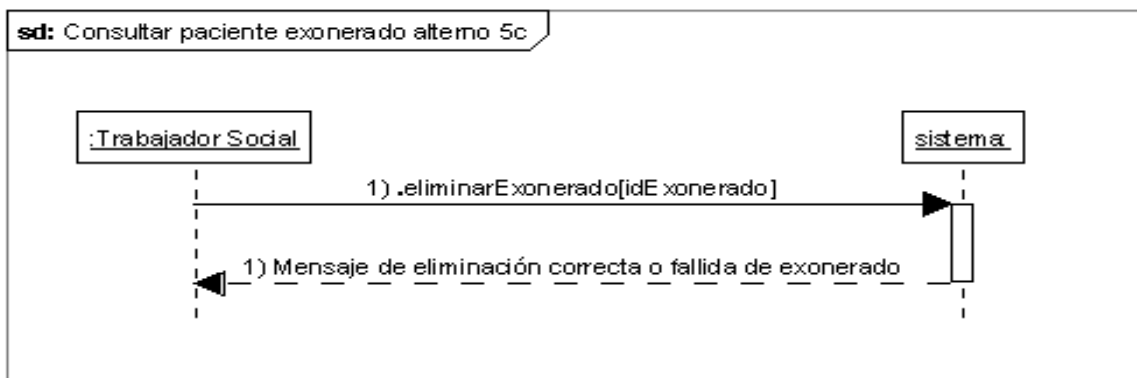 sd: Consultar paciente exonerado alterno 5c
:Trabajador Social
sistema:
1) .eliminarExonerado[idExonerado]
1) Mensaje de eliminación correcta o fallida de exonerado